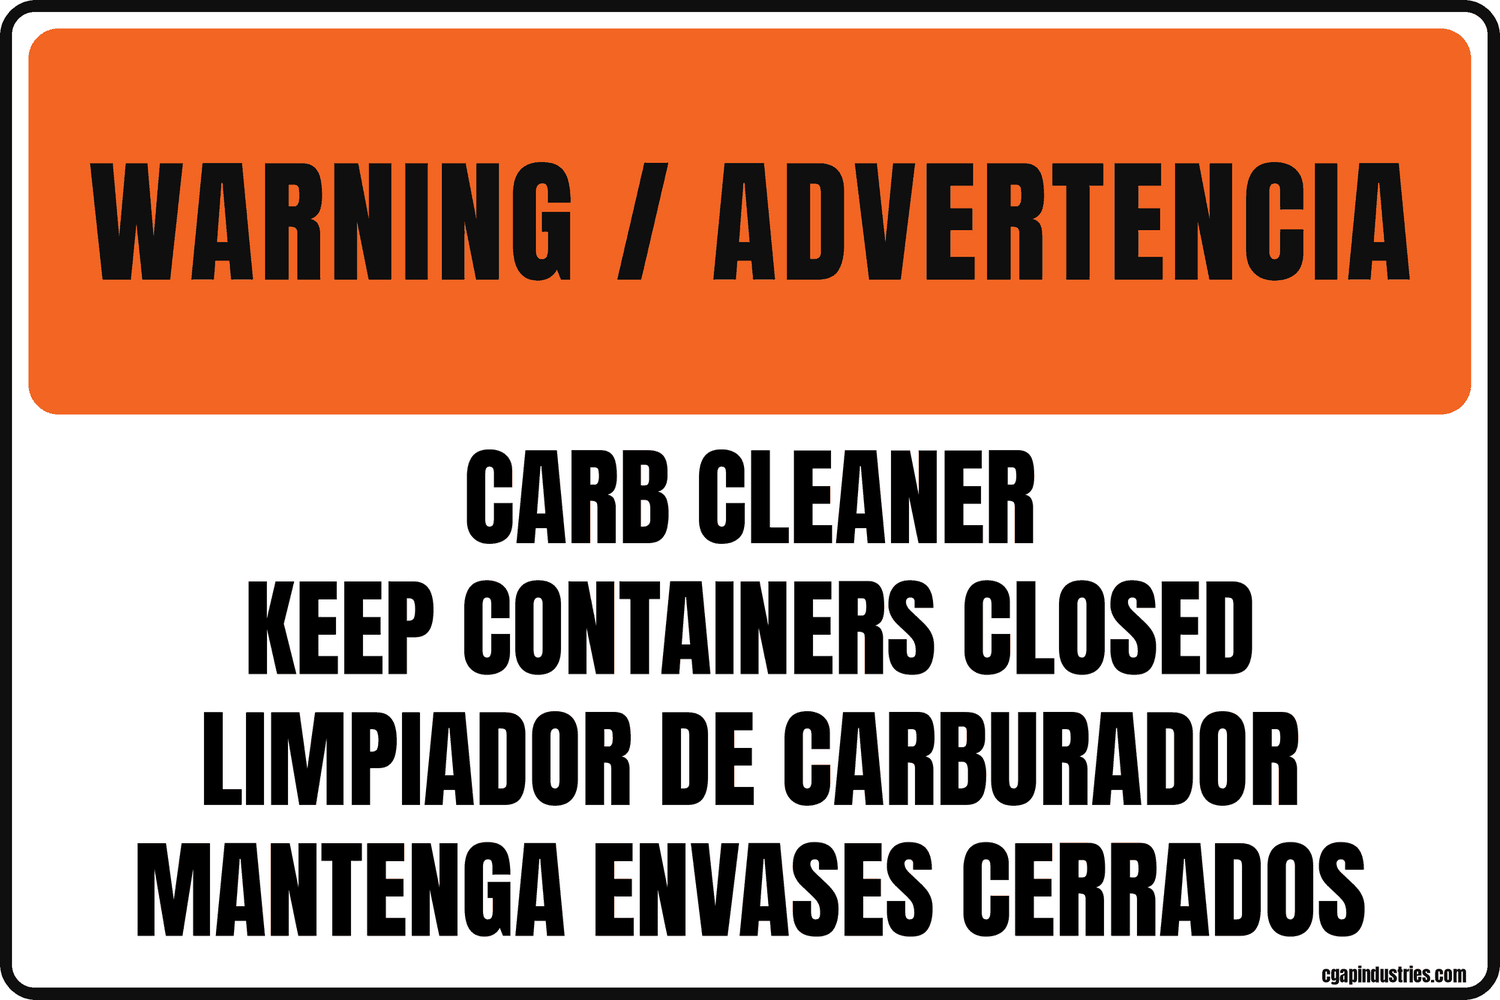 WARNING / ADVERTENCIA
CARB CLEANER
KEEP CONTAINERS CLOSED
LIMPIADOR DE CARBURADOR
MANTENGA ENVASES CERRADOS
cgapindustries.com